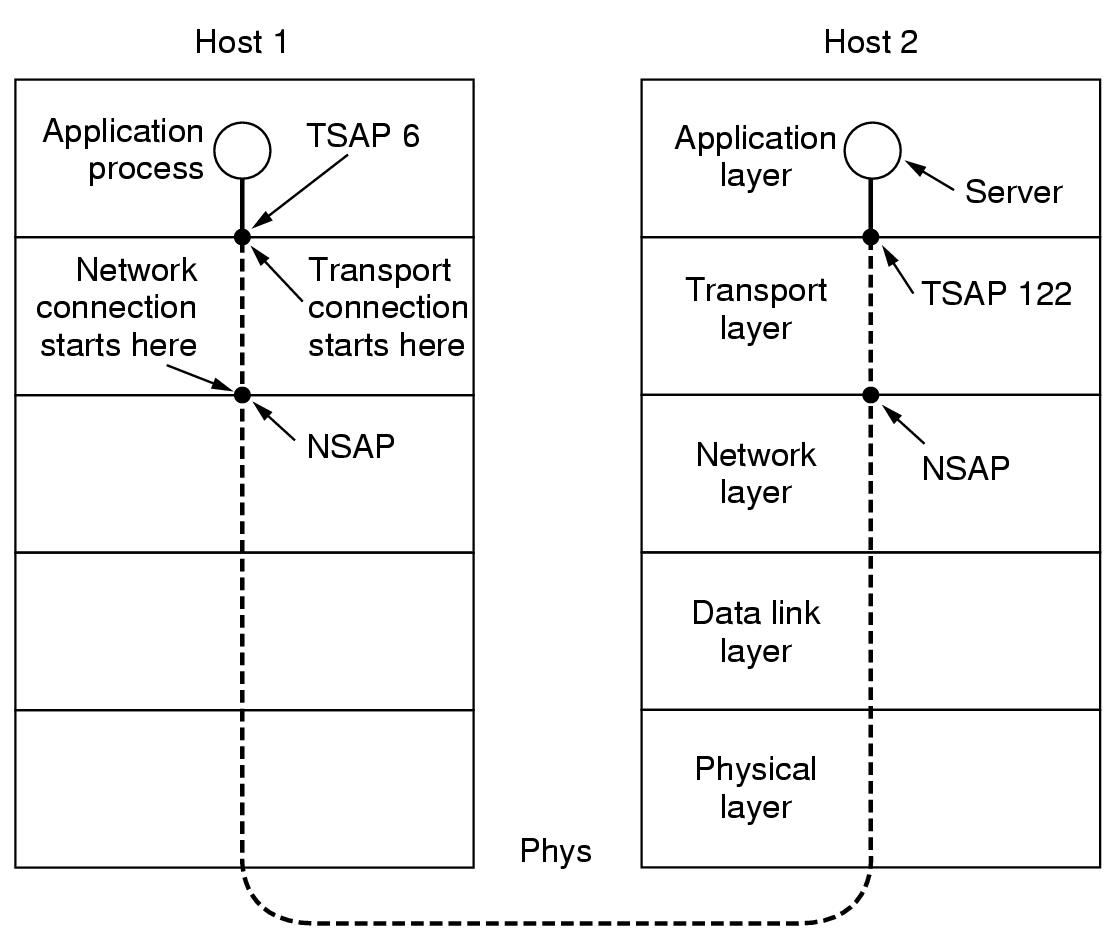 Host 1
Host 2
Application
process
TSAP 6
Network
connection
starts here
Transport
connection
starts here
NSAP
Application
layer
Server
Transport
layer
TSAP 122
Network
layer
NSAP
Data link
layer
Physical
layer
Phys